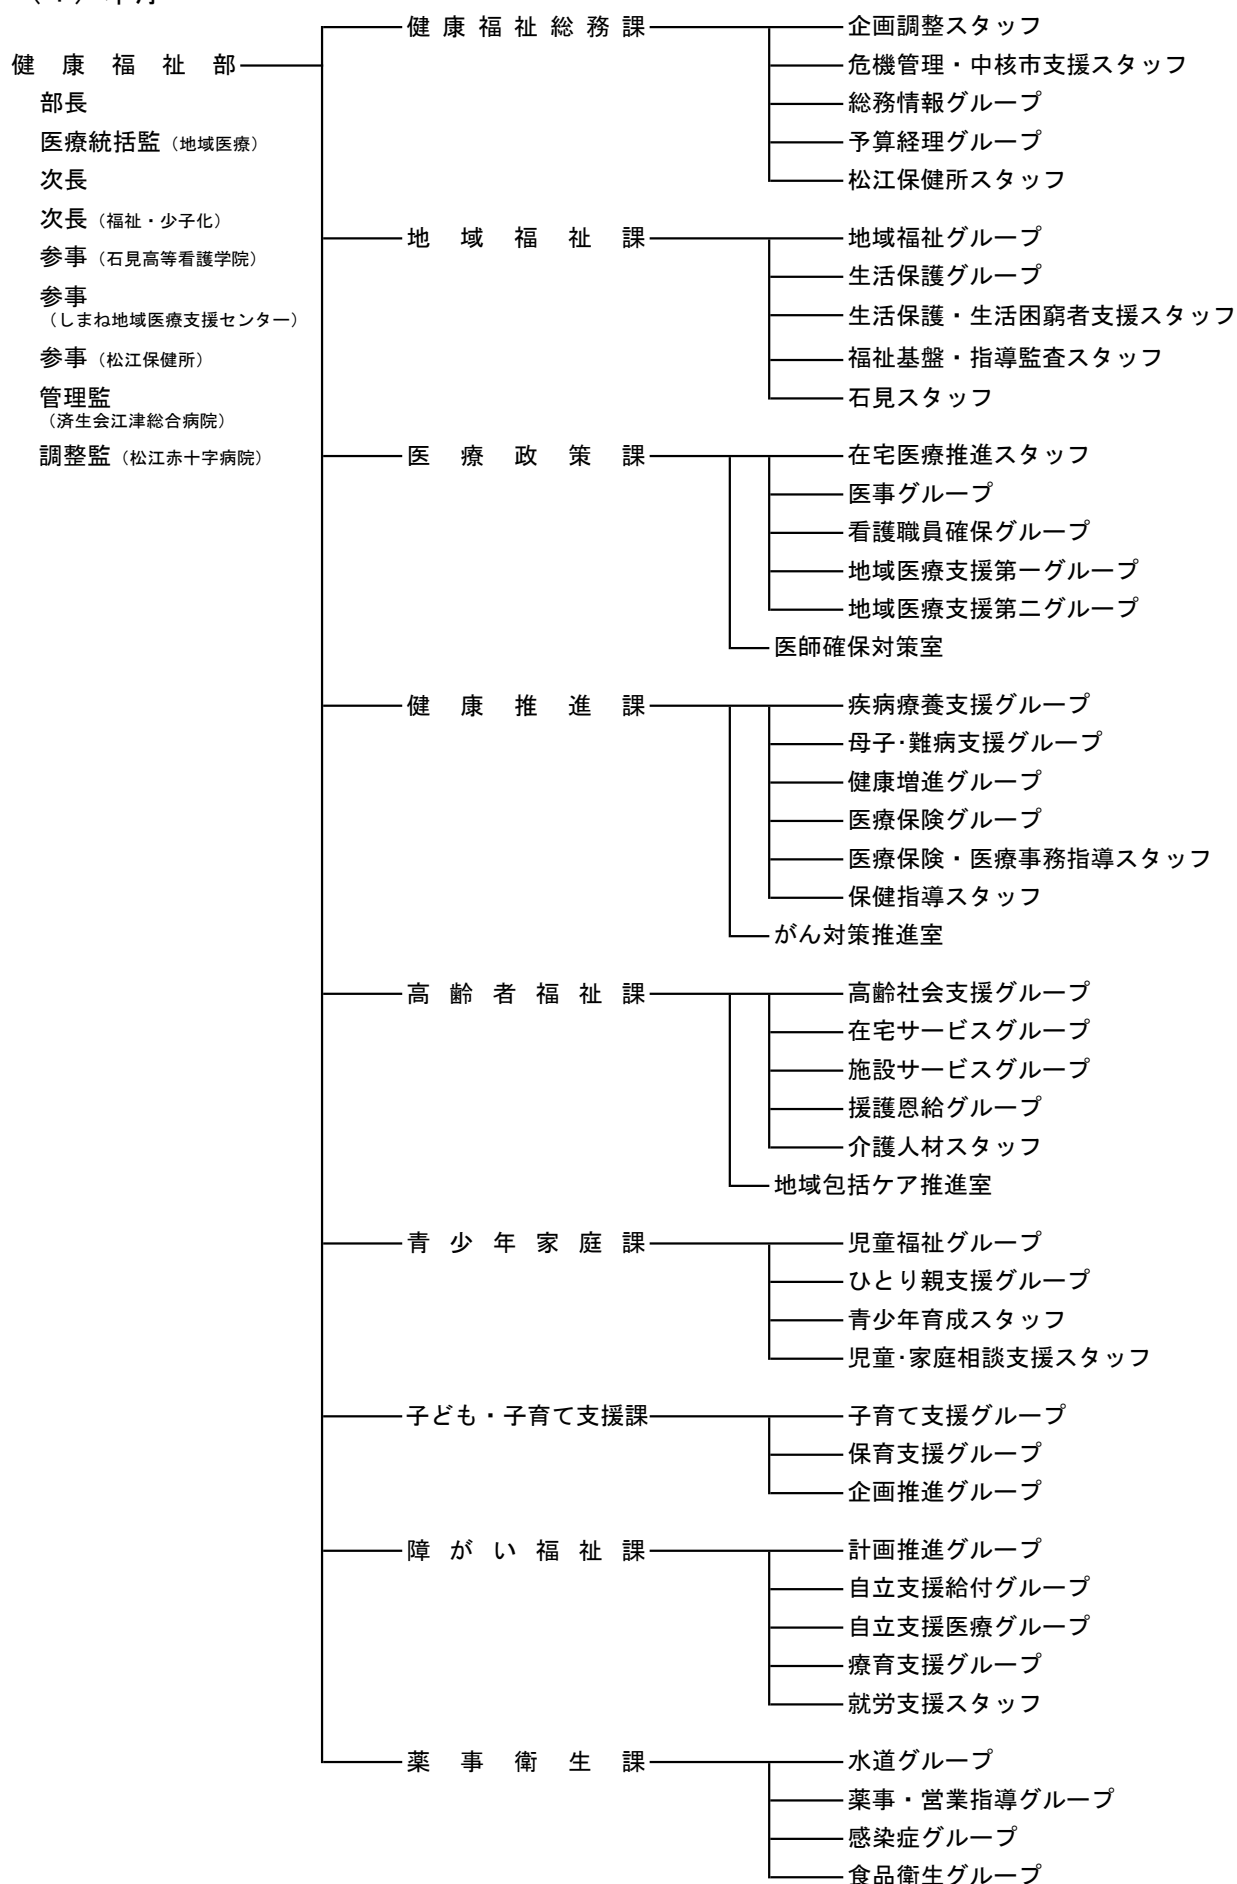 健康福祉部
部長
医療統括監（地域医療）
次長
次長（福祉・少子化）
参事（石見高等看護学院）
参事
（しまね地域医療支援センター）
参事（松江保健所）
管理監
（済生会江津総合病院）
調整監（松江赤十字病院）
健康福祉総務課
企画調整スタッフ
危機管理・中核市支援スタッフ
総務情報グループ
予算経理グループ
松江保健所スタッフ
地域福祉課
地域福祉グループ
生活保護グループ
生活保護・生活困窮者支援スタッフ
福祉基盤・指導監査スタッフ
石見スタッフ
医療政策課
在宅医療推進スタッフ
医事グループ
看護職員確保グループ
地域医療支援第一グループ
地域医療支援第二グループ
医師確保対策室
健康推進課
疾病療養支援グループ
母子・難病支援グループ
健康増進グループ
医療保険グループ
医療保険・医療事務指導スタッフ
保健指導スタッフ
がん対策推進室
高齢者福祉課
高齢社会支援グループ
在宅サービスグループ
施設サービスグループ
援護恩給グループ
介護人材スタッフ
地域包括ケア推進室
青少年家庭課
児童福祉グループ
ひとり親支援グループ
青少年育成スタッフ
児童・家庭相談支援スタッフ
子ども・子育て支援課
子育て支援グループ
保育支援グループ
企画推進グループ
障がい福祉課
計画推進グループ
自立支援給付グループ
自立支援医療グループ
療育支援グループ
就労支援スタッフ
薬事衛生課
水道グループ
薬事・営業指導グループ
感染症グループ
食品衛生グループ